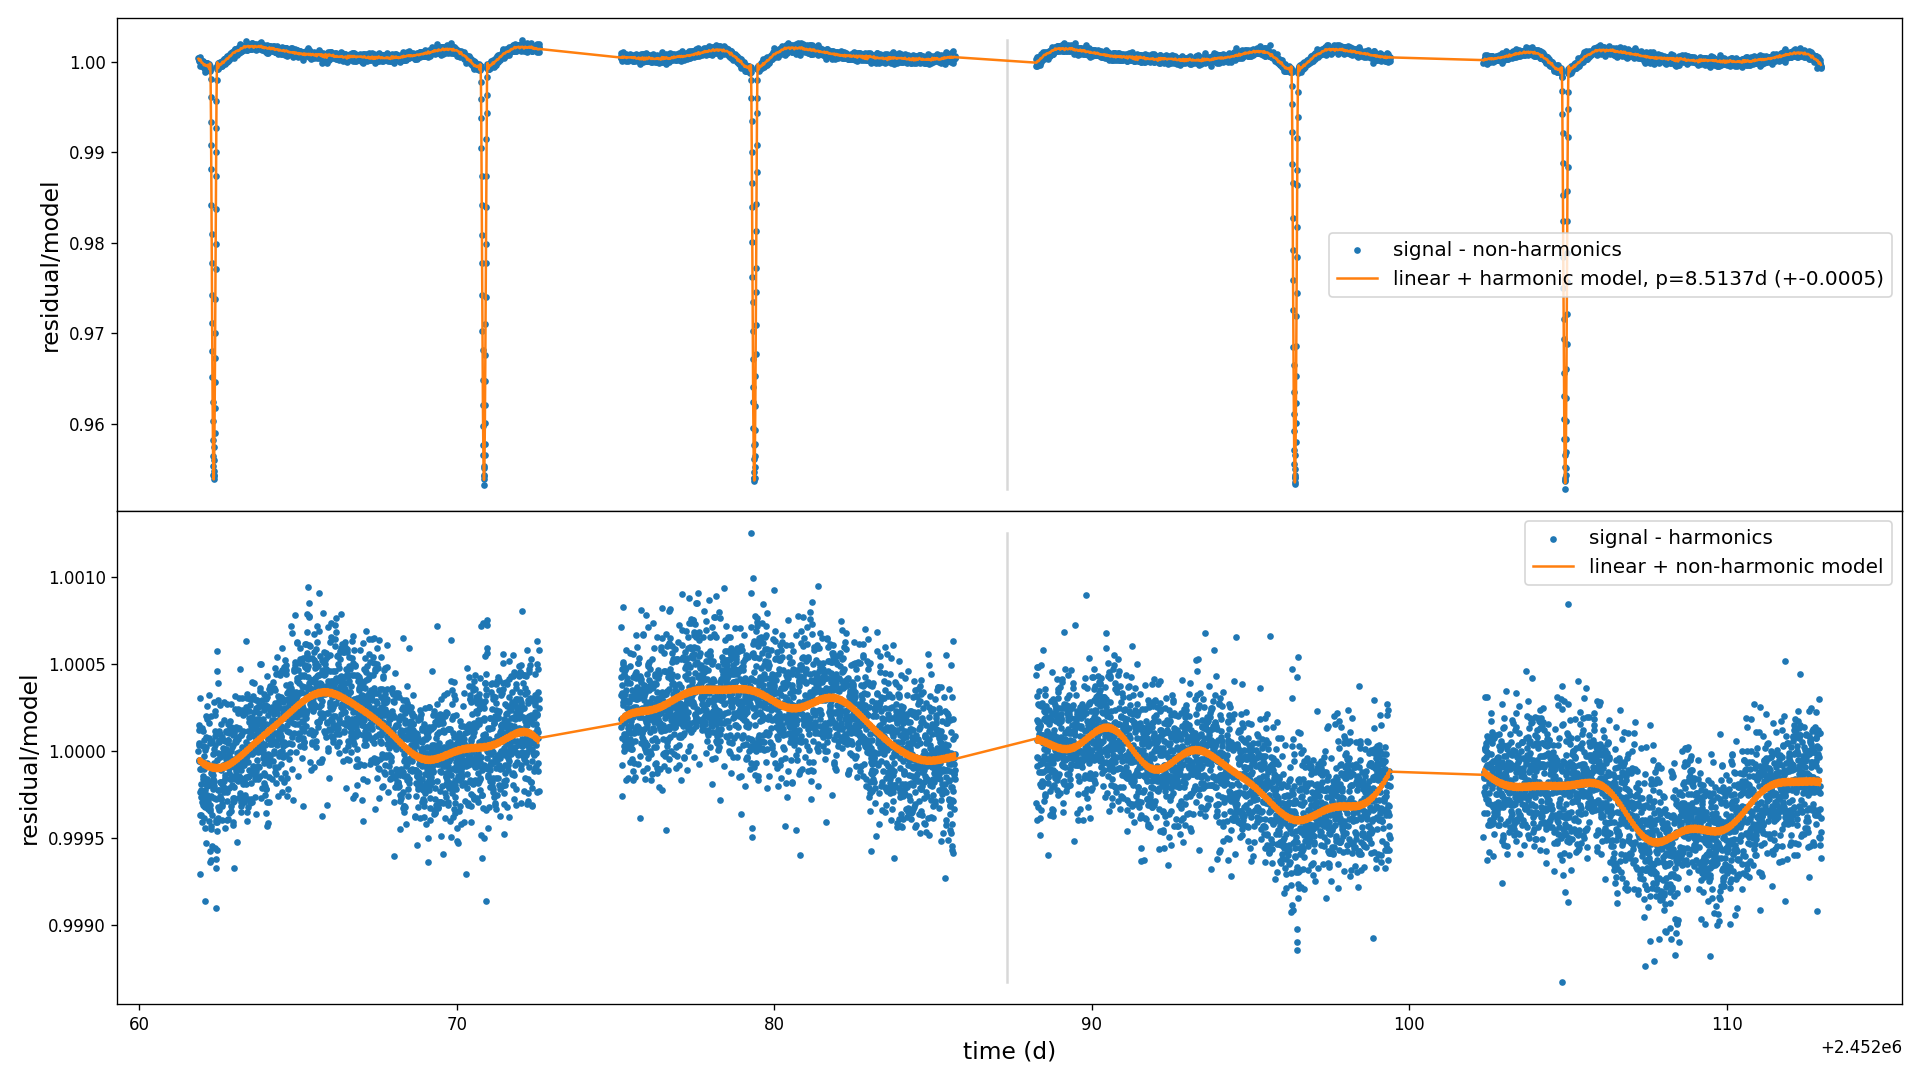 1.00
0.99
0.98
0.97
0.96
residual/model
signal - non-harmonics
linear + harmonic model, p=8.5137d (+-0.0005)
1.0010
1.0005
1.0000
0.9995
0.9990
residual/model
signal - harmonics
linear + non-harmonic model
60 70 80 90 100 110
time (d)
+2.452e6